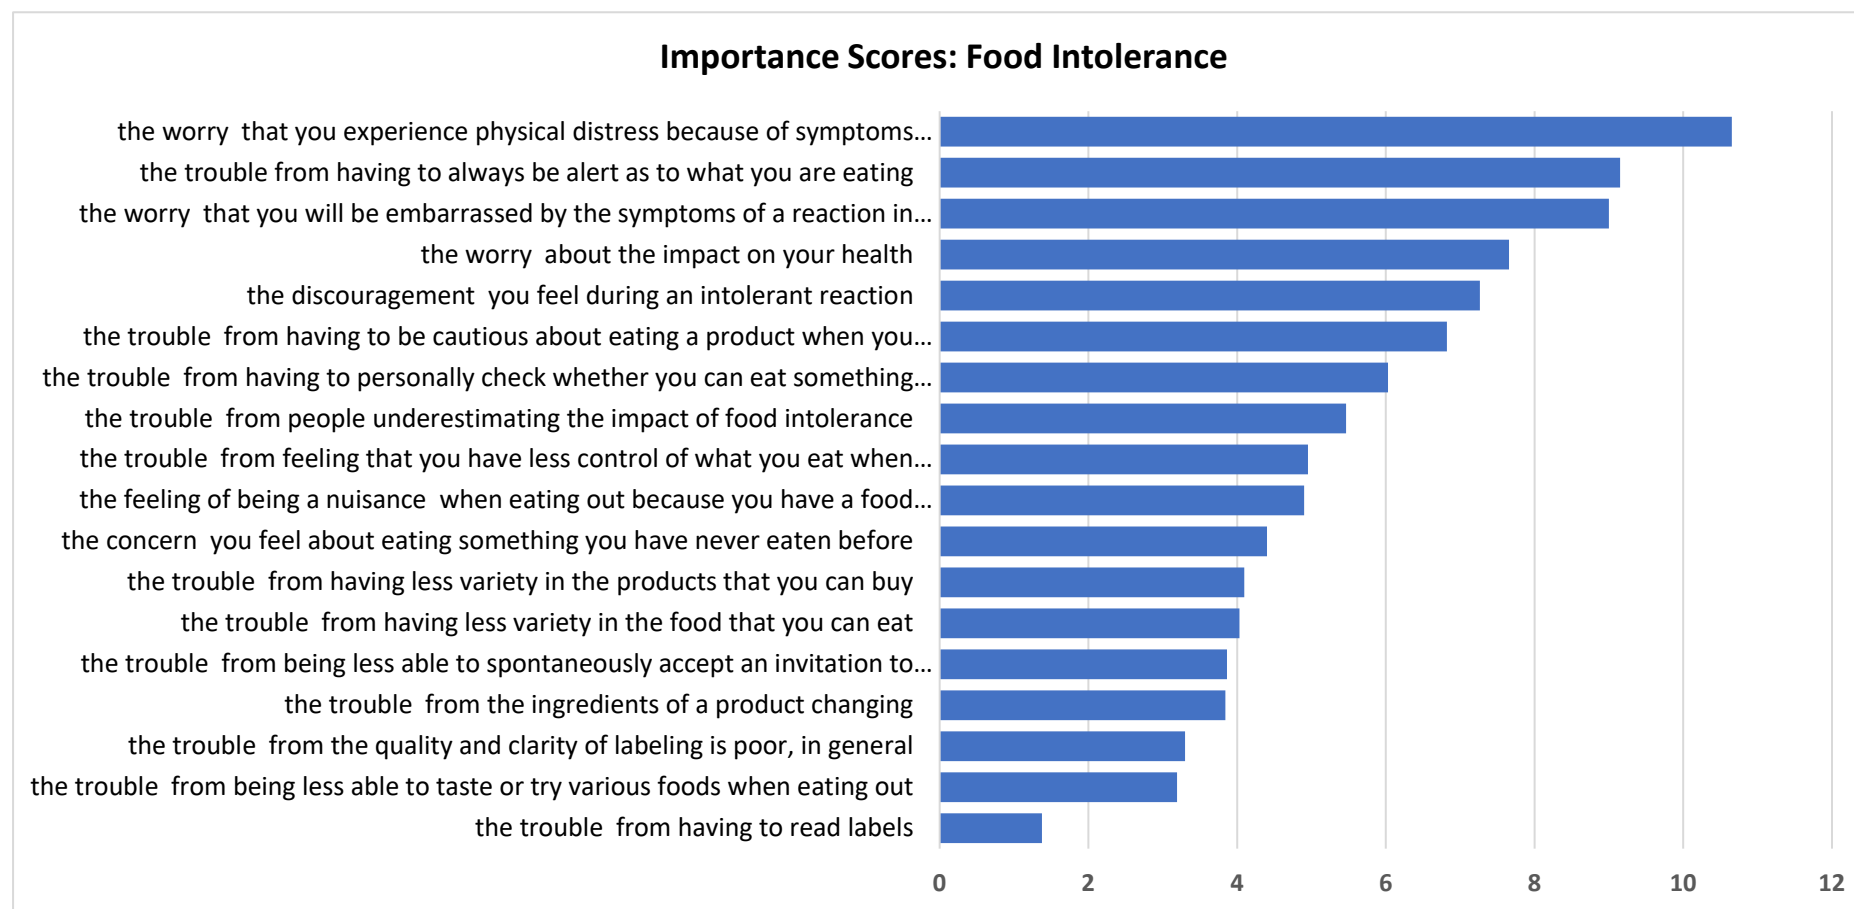 Importance Scores: Food Intolerance
the worry  that you experience physical distress because of symptoms...
the trouble from having to always be alert as to what you are eating
the worry  that you will be embarrassed by the symptoms of a reaction in...
the worry  about the impact on your health
the discouragement  you feel during an intolerant reaction
the trouble  from having to be cautious about eating a product when you...
the trouble  from having to personally check whether you can eat something...
the trouble  from people underestimating the impact of food intolerance
the trouble  from feeling that you have less control of what you eat when...
the feeling of being a nuisance  when eating out because you have a food...
the concern  you feel about eating something you have never eaten before
the trouble  from having less variety in the products that you can buy
the trouble  from having less variety in the food that you can eat
the trouble  from being less able to spontaneously accept an invitation to...
the trouble  from the ingredients of a product changing
the trouble  from the quality and clarity of labeling is poor, in general
the trouble  from being less able to taste or try various foods when eating out
the trouble  from having to read labels
0 2 4 6 8 10 12